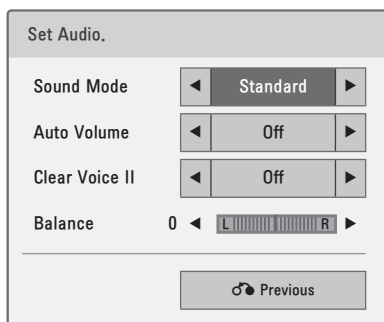 Set Audio.
Sound Mode ◄ Standard ►
Auto Volume ◄ Off ►
Clear Voice II ◄ Off ►
Balance 0 ◄ L R ►
Previous